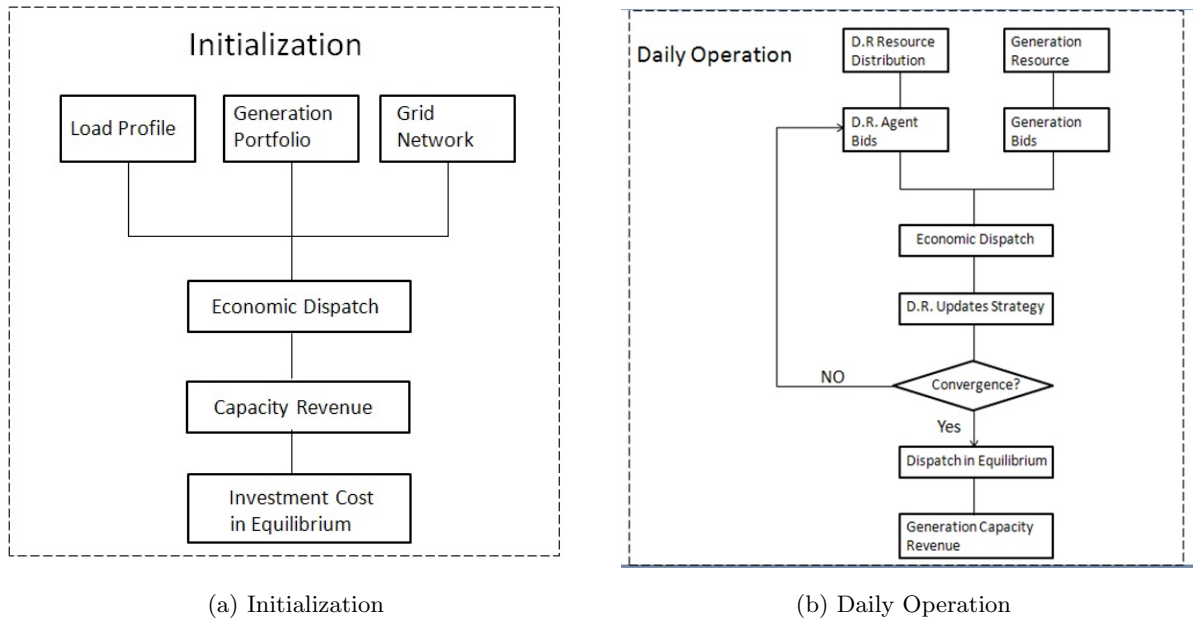 Initialization
Load Profile
Generation
Portfolio
Grid
Network
Economic Dispatch
Capacity Revenue
Investment Cost
in Equilibrium
(a) Initialization
Daily Operation
D.R Resource
Distribution
Generation
Resource
D.R. Agent
Bids
Generation
Bids
Economic Dispatch
D.R. Updates Strategy
Convergence?
NO
Yes
Dispatch in Equilibrium
Generation Capacity
Revenue
(b) Daily Operation